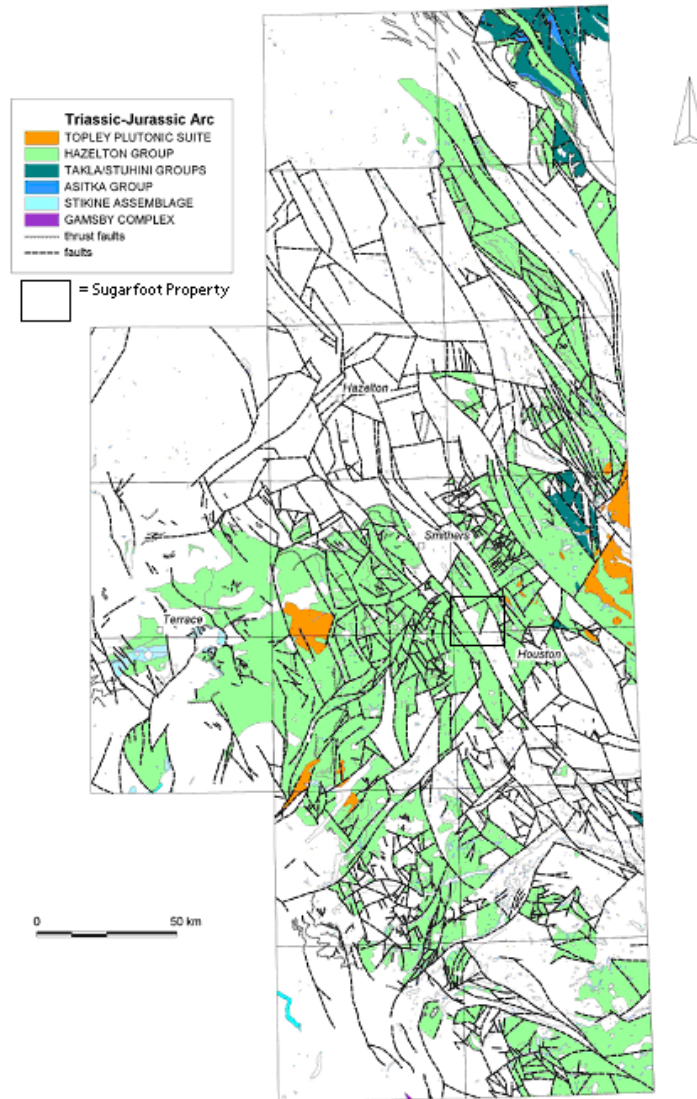 Triassic-Jurassic Arc
TOPLEY PLUTONIC SUITE
HAZELTON GROUP
TAKLA/STUHINI GROUPS
ASITKA GROUP
STIKINE ASSEMBLAGE
GAMSBY COMPLEX
thrust faults
faults
= Sugarfoot Property
Hazelton
Smithers
Terrace
Houston
0 50 km